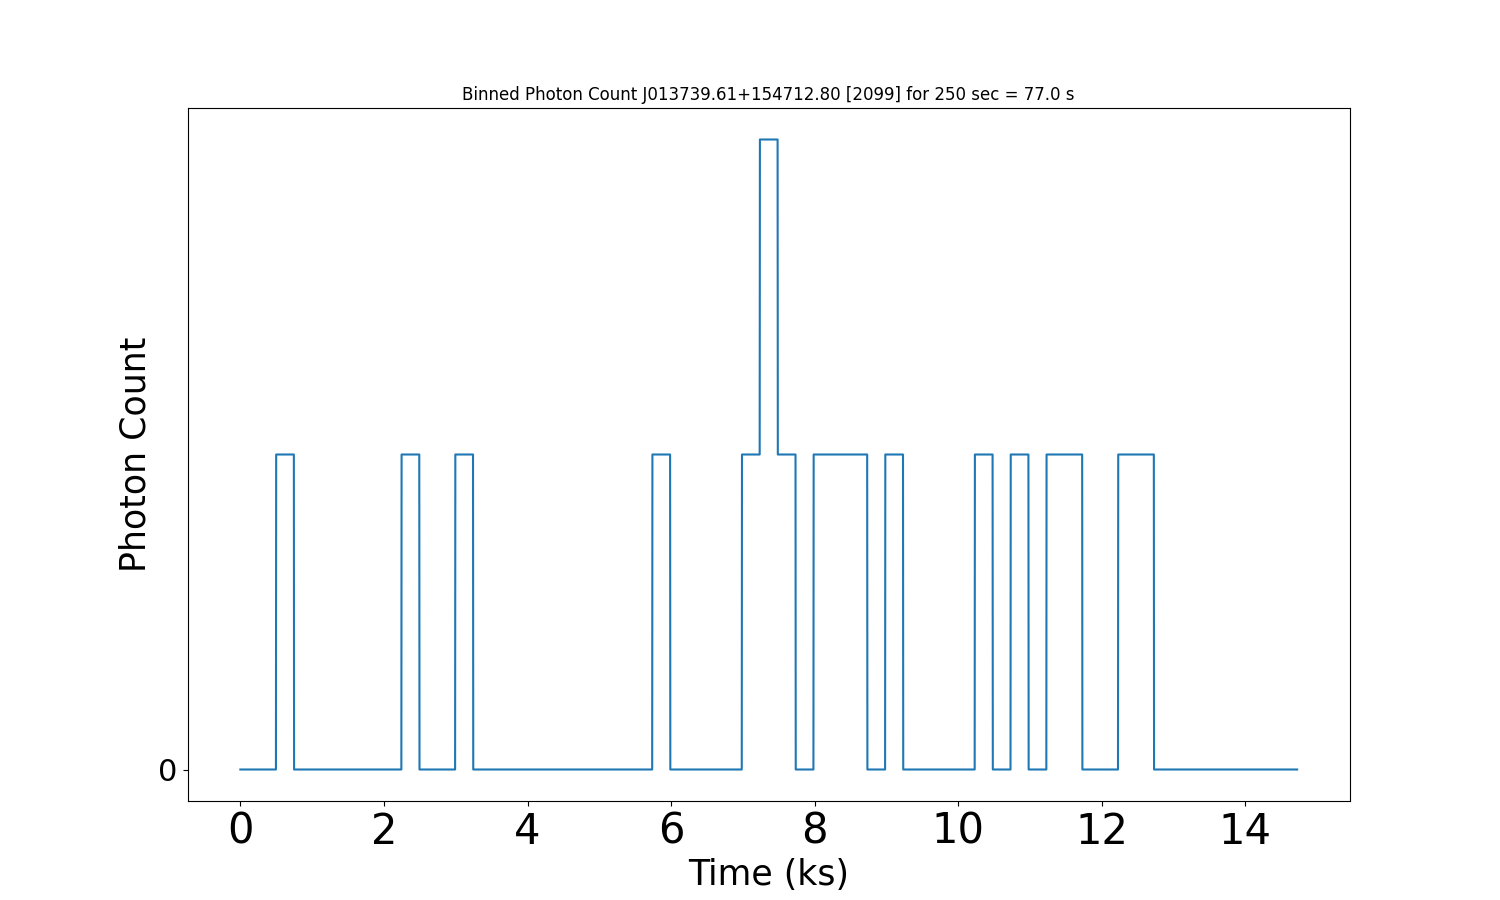 Binned Photon Count J013739.61+154712.80 [2099] for 250 sec = 77.0 s
Photon Count
0
0 2 4 6 8 10 12 14
Time (ks)